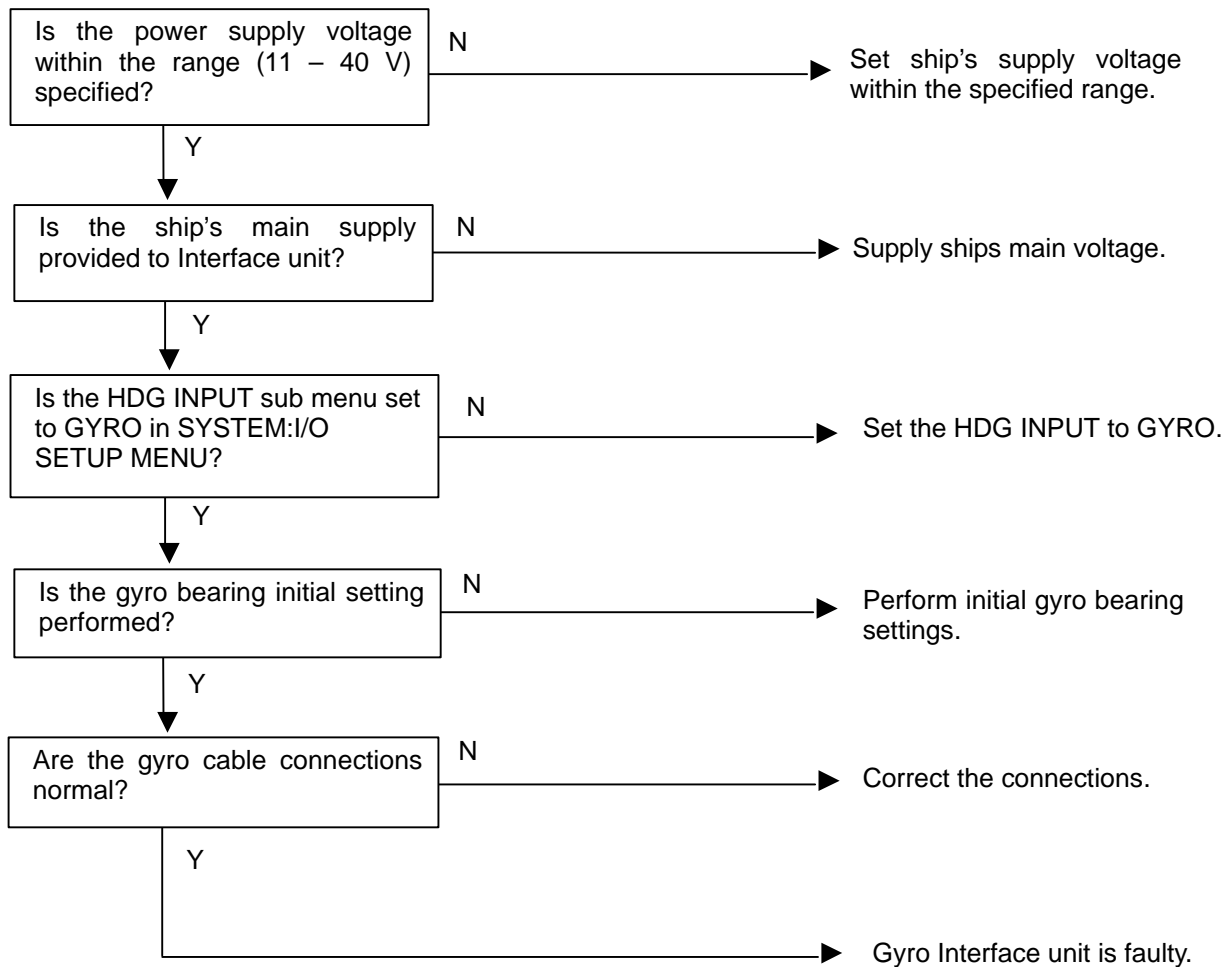 Is the power supply voltage
within the range (11 – 40 V)
specified?
N
Set ship's supply voltage
within the specified range.
Y
Is the ship's main supply
provided to Interface unit?
N
Supply ships main voltage.
Y
Is the HDG INPUT sub menu set
to GYRO in SYSTEM:I/O
SETUP MENU?
N
Set the HDG INPUT to GYRO.
Y
Is the gyro bearing initial setting
performed?
N
Perform initial gyro bearing
settings.
Y
Are the gyro cable connections
normal?
N
Correct the connections.
Y
Gyro Interface unit is faulty.